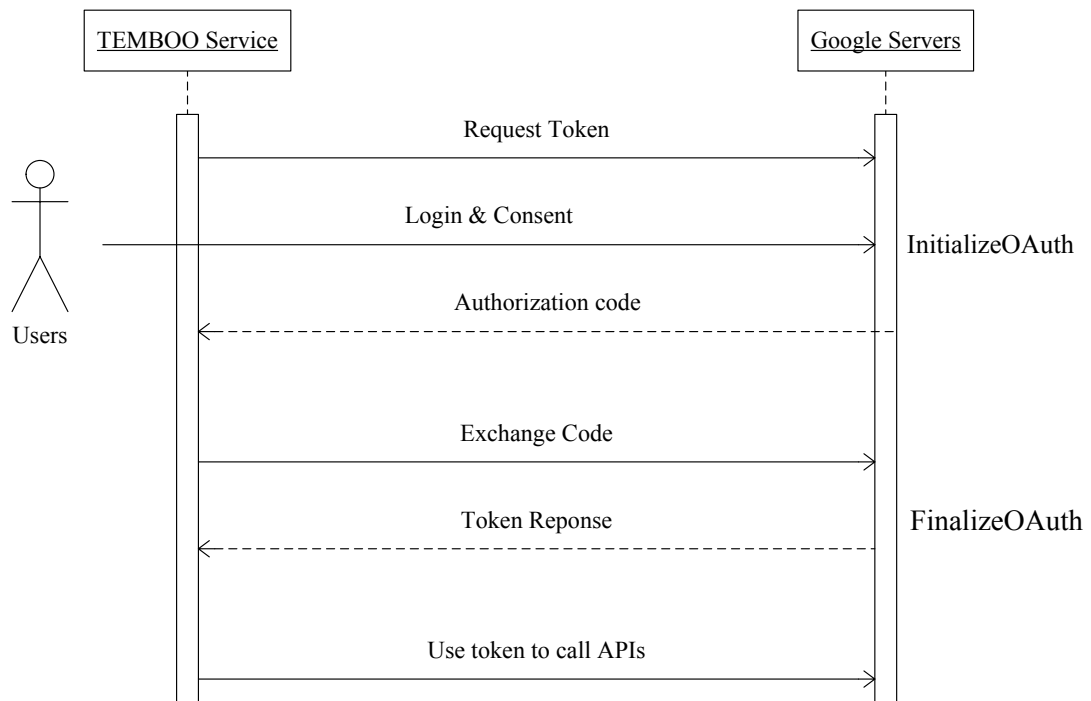 TEMBOO Service
Google Servers
Request Token
Login & Consent
InitializeOAuth
Authorization code
Users
Exchange Code
Token Reponse
FinalizeOAuth
Use token to call APIs